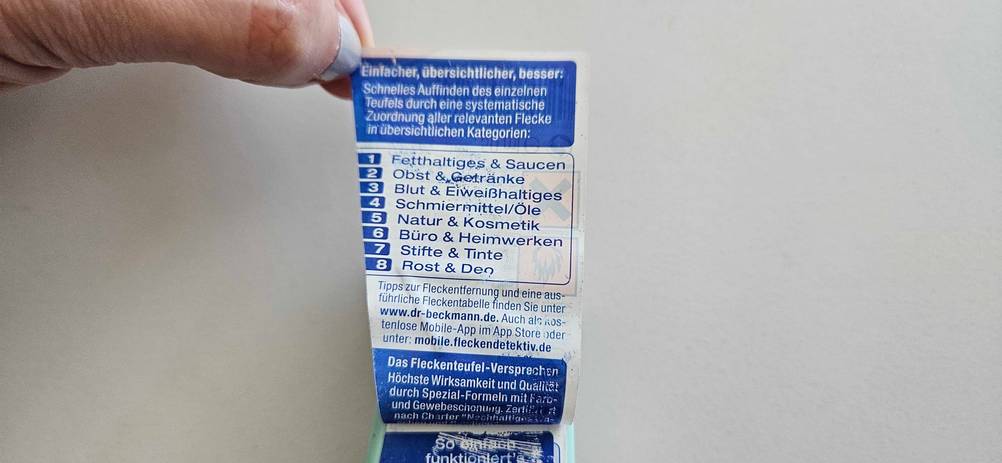 Einfacher, übersichtlicher, besser:
Schnelles Auffinden des einzelnen
Teufels durch eine systematische
Zuordnung aller relevanten Flecke
in übersichtlichen Kategorien:
1 Fetthaltiges & Saucen
2 Obst & Getränke
3 Blut & Eiweißhaltiges
4 Schmiermittel/Öle
5 Natur & Kosmetik
6 Büro & Heimwerken
7 Stifte & Tinte
8 Rost & Deo
Tipps zur Fleckentfernung und eine aus-
führliche Fleckentabelle finden Sie unter
www.dr-beckmann.de. Auch als kos-
tenlose Mobile-App im App Store oder
unter: mobile.fleckendetektiv.de
Das Fleckenteufel-Versprechen
Höchste Wirksamkeit und Qualität
durch Spezial-Formeln mit Farb-
und Gewebeschonung. Zertifiziert
nach Charter "Nachhaltiges
So einfach
funktioniert's